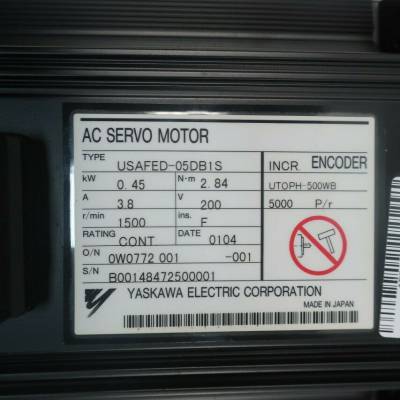 AC SERVO MOTOR
TYPE USAFED-05DB1S
kW 0.45 N·m 2.84
A 3.8 V 200
r/min 1500 ins. F
RATING CONT DATE 0104
O/N 0W0772 001 -001
S/N B00148472500001
INCR. ENCODER
UTOPH-500WB
5000 P/r
YASKAWA ELECTRIC CORPORATION
MADE IN JAPAN